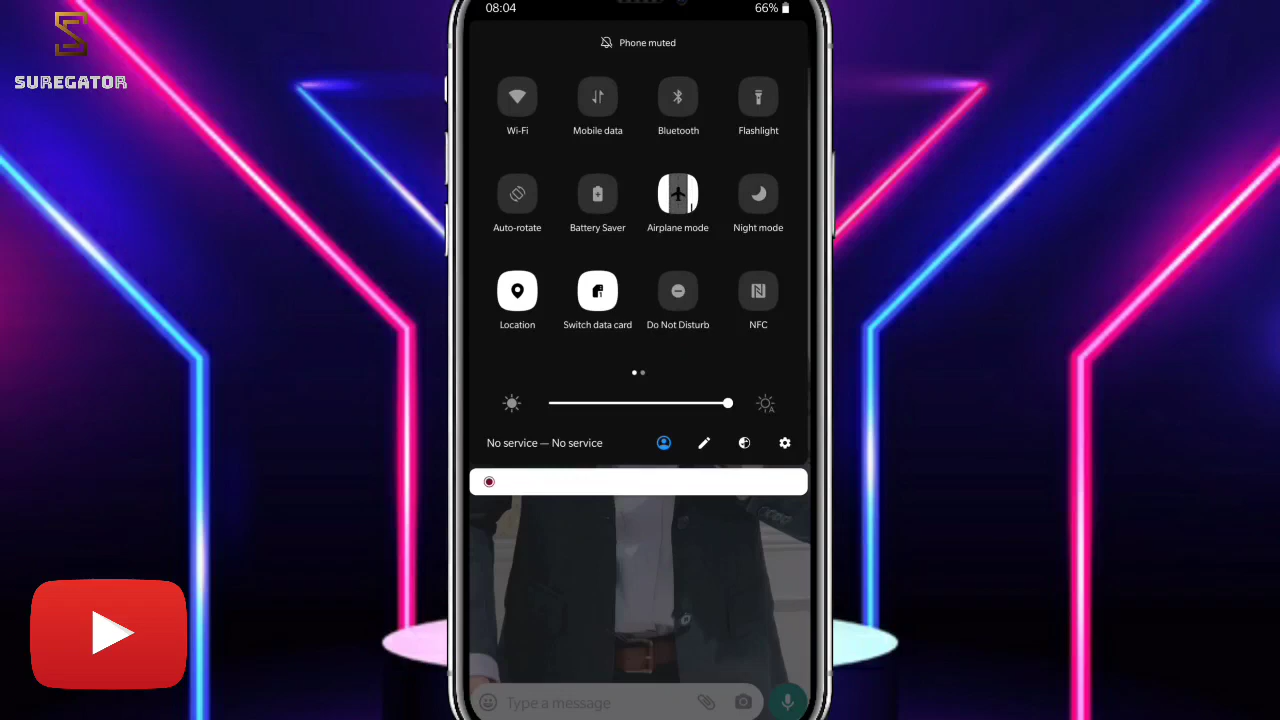 SUREGATOR
08:04
66%
Phone muted
Wi-Fi
Mobile data
Bluetooth
Flashlight
Auto-rotate
Battery Saver
Airplane mode
Night mode
Location
Switch data card
Do Not Disturb
NFC
No service — No service
Type a message